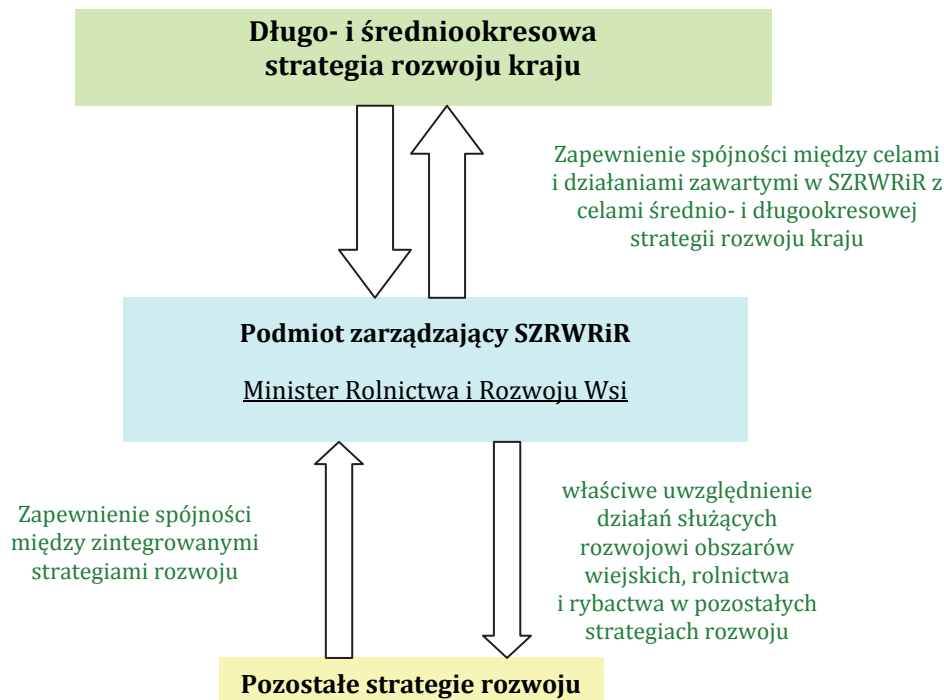 Długo- i średniookresowa
strategia rozwoju kraju
Zapewnienie spójności między celami
i działaniami zawartymi w SZRWRiR z
celami średnio- i długookresowej
strategii rozwoju kraju
Podmiot zarządzający SZRWRiR
Minister Rolnictwa i Rozwoju Wsi
Zapewnienie spójności
między zintegrowanymi
strategiami rozwoju
właściwe uwzględnienie
działań służących
rozwojowi obszarów
wiejskich, rolnictwa
i rybactwa w pozostałych
strategiach rozwoju
Pozostałe strategie rozwoju